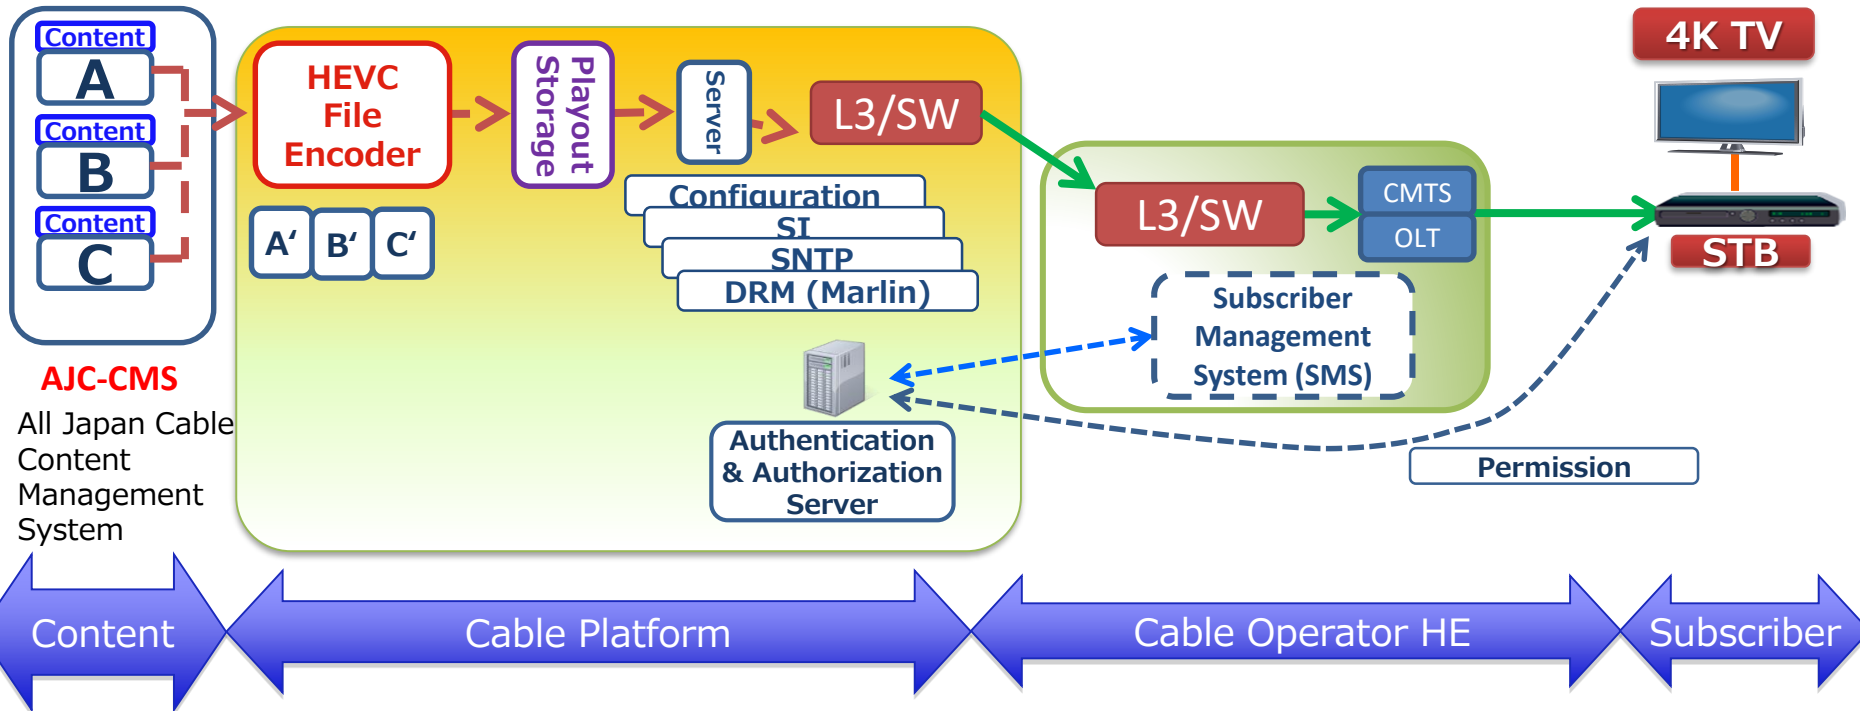 Content
A
Content
B
Content
C
AJC-CMS
All Japan Cable
Content
Management
System
HEVC
File
Encoder
A‘
B‘
C‘
Playout
Storage
Server
L3/SW
Configuration
SI
SNTP
DRM (Marlin)
Authentication
& Authorization
Server
L3/SW
CMTS
OLT
Subscriber
Management
System (SMS)
4K TV
STB
Permission
Content
Cable Platform
Cable Operator HE
Subscriber